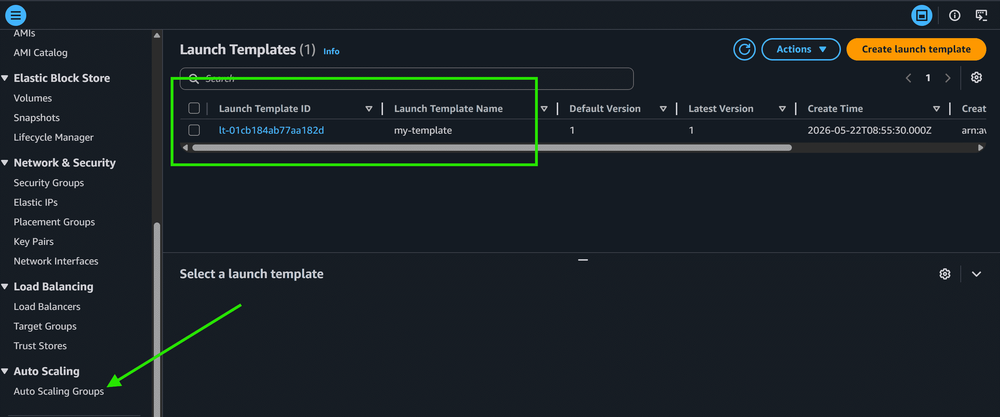 AMIs
AMI Catalog
Elastic Block Store
Volumes
Snapshots
Lifecycle Manager
Network & Security
Security Groups
Elastic IPs
Placement Groups
Key Pairs
Network Interfaces
Load Balancing
Load Balancers
Target Groups
Trust Stores
Auto Scaling
Auto Scaling Groups
Launch Templates (1) Info
Actions
Create launch template
Search
1
Launch Template ID Launch Template Name Default Version Latest Version Create Time Creat
lt-01cb184ab77aa182d my-template 1 1 2026-05-22T08:55:30.000Z arn:av
Select a launch template